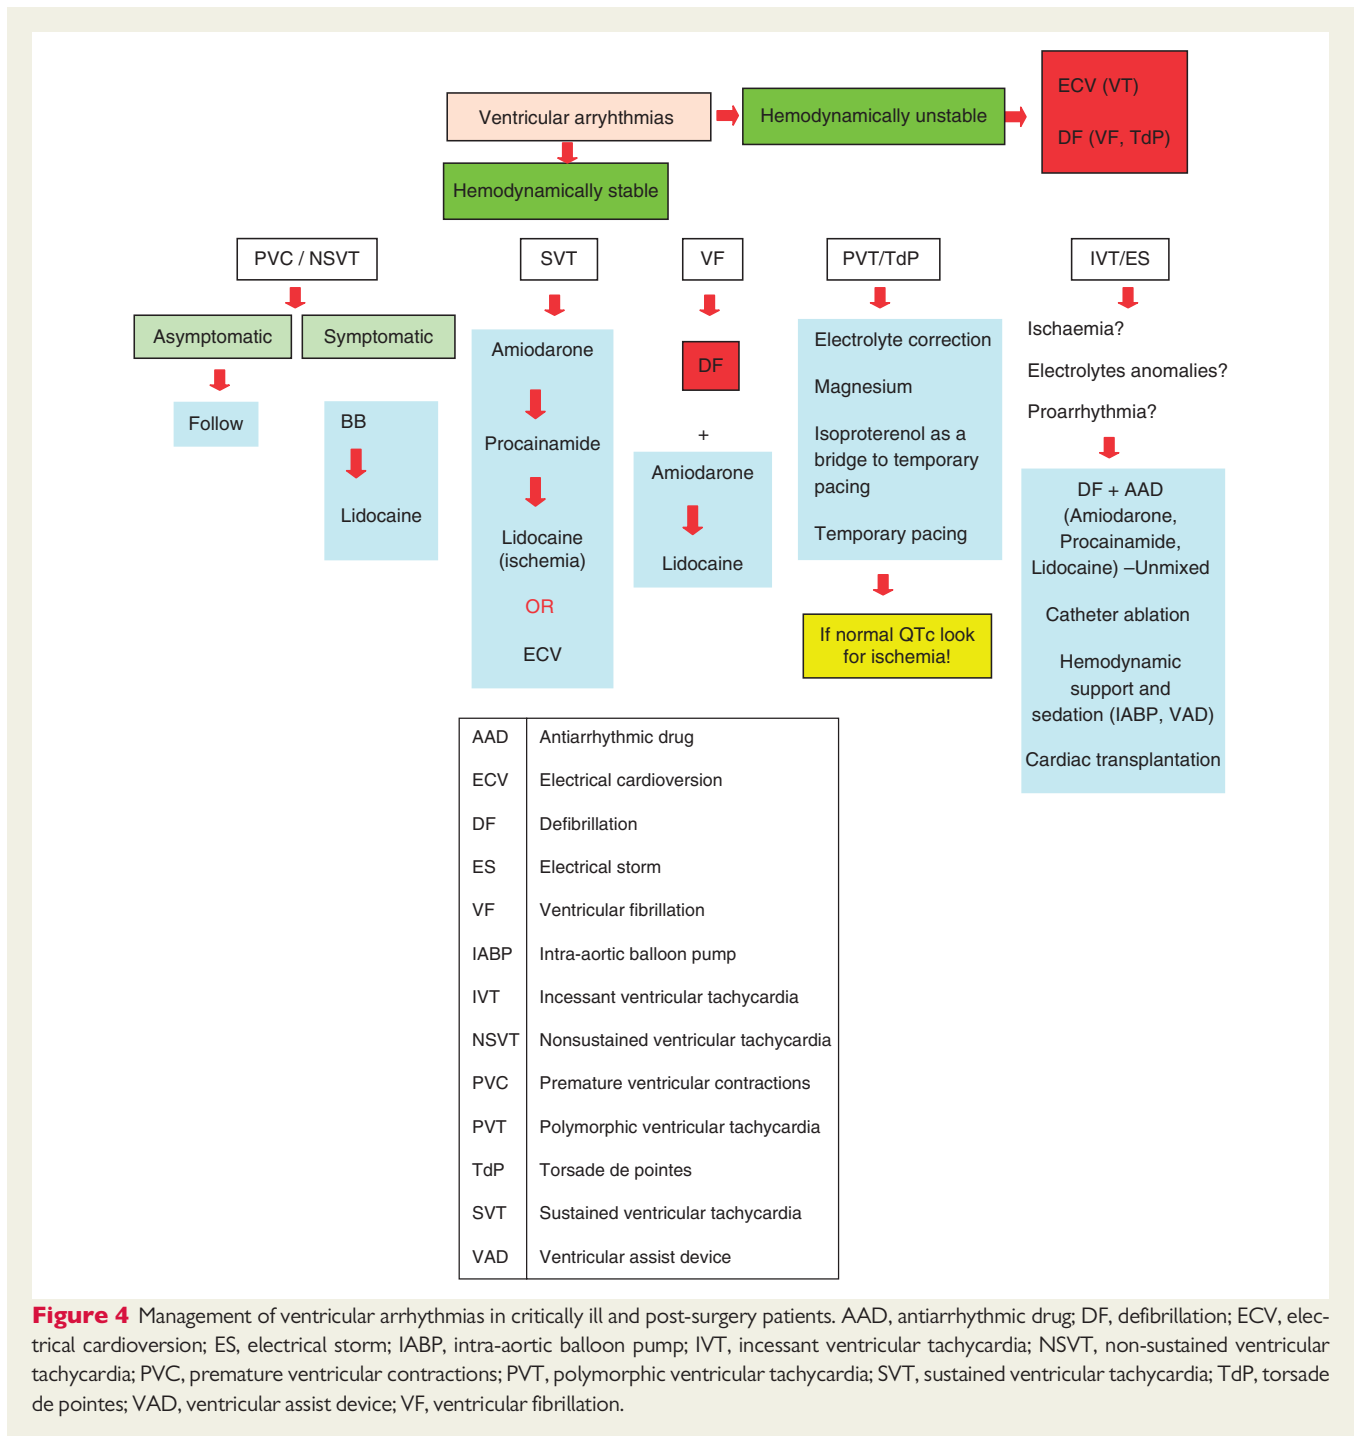 Ventricular arryhthmias
Hemodynamically unstable
ECV (VT)
DF (VF, TdP)
Hemodynamically stable
PVC / NSVT
Asymptomatic
Follow
Symptomatic
BB
Lidocaine
SVT
Amiodarone
Procainamide
Lidocaine
(ischemia)
OR
ECV
VF
DF
+
Amiodarone
Lidocaine
PVT/TdP
Electrolyte correction
Magnesium
Isoproterenol as a
bridge to temporary
pacing
Temporary pacing
If normal QTc look
for ischemia!
IVT/ES
Ischaemia?
Electrolytes anomalies?
Proarrhythmia?
DF + AAD
(Amiodarone,
Procainamide,
Lidocaine) –Unmixed
Catheter ablation
Hemodynamic
support and
sedation (IABP, VAD)
Cardiac transplantation
AAD Antiarrhythmic drug
ECV Electrical cardioversion
DF Defibrillation
ES Electrical storm
VF Ventricular fibrillation
IABP Intra-aortic balloon pump
IVT Incessant ventricular tachycardia
NSVT Nonsustained ventricular tachycardia
PVC Premature ventricular contractions
PVT Polymorphic ventricular tachycardia
TdP Torsade de pointes
SVT Sustained ventricular tachycardia
VAD Ventricular assist device
Figure 4 Management of ventricular arrhythmias in critically ill and post-surgery patients. AAD, antiarrhythmic drug; DF, defibrillation; ECV, elec-
trical cardioversion; ES, electrical storm; IABP, intra-aortic balloon pump; IVT, incessant ventricular tachycardia; NSVT, non-sustained ventricular
tachycardia; PVC, premature ventricular contractions; PVT, polymorphic ventricular tachycardia; SVT, sustained ventricular tachycardia; TdP, torsade
de pointes; VAD, ventricular assist device; VF, ventricular fibrillation.